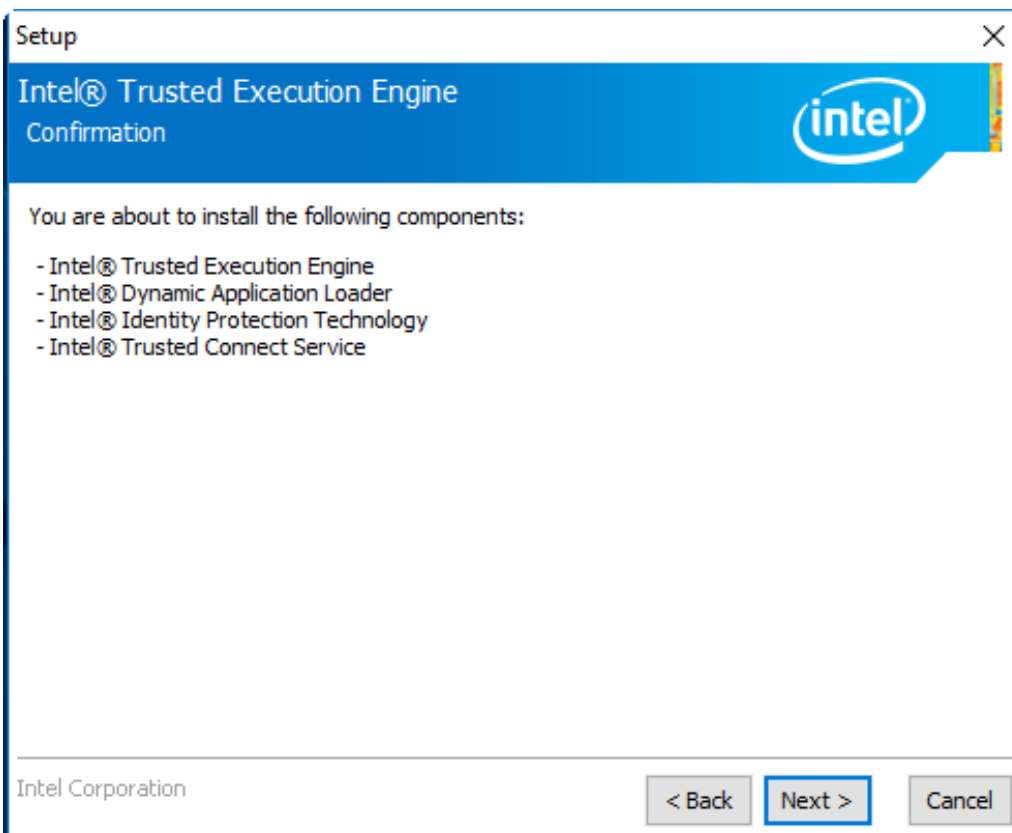 Setup
Intel® Trusted Execution Engine
Confirmation
intel
You are about to install the following components:
- Intel® Trusted Execution Engine
- Intel® Dynamic Application Loader
- Intel® Identity Protection Technology
- Intel® Trusted Connect Service
Intel Corporation
< Back Next > Cancel